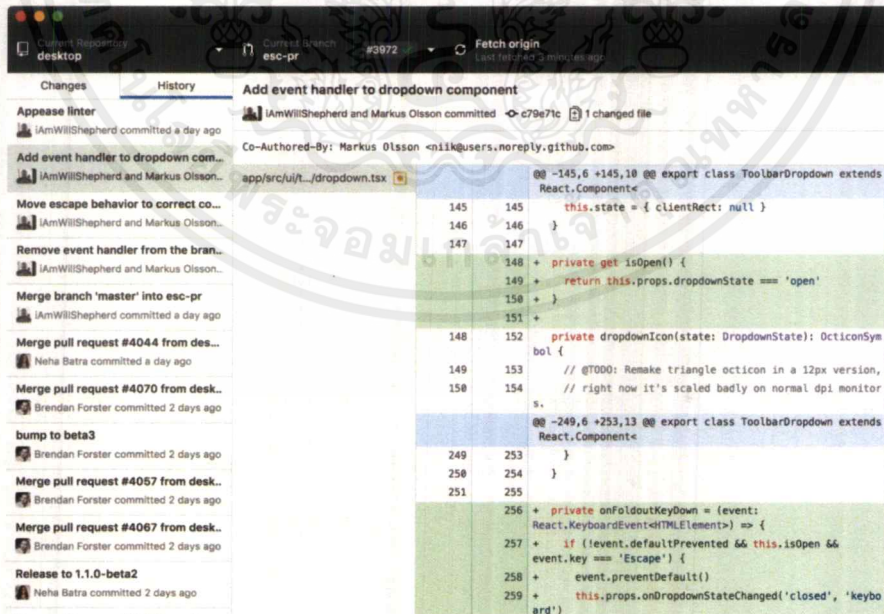 Current Repository
desktop
Current Branch
esc-pr
#3972
Fetch origin
Last fetched 3 minutes ago
Changes
History
Appease linter
iAmWillShepherd committed a day ago
Add event handler to dropdown com...
iAmWillShepherd and Markus Olsson...
Move escape behavior to correct co...
iAmWillShepherd and Markus Olsson...
Remove event handler from the bran...
iAmWillShepherd and Markus Olsson...
Merge branch 'master' into esc-pr
iAmWillShepherd committed a day ago
Merge pull request #4044 from des...
Neha Batra committed a day ago
Merge pull request #4070 from desk...
Brendan Forster committed 2 days ago
bump to beta3
Brendan Forster committed 2 days ago
Merge pull request #4057 from desk...
Brendan Forster committed 2 days ago
Merge pull request #4067 from desk...
Brendan Forster committed 2 days ago
Release to 1.1.0-beta2
Neha Batra committed 2 days ago
Add event handler to dropdown component
iAmWillShepherd and Markus Olsson committed c79e71c 1 changed file
Co-Authored-By: Markus Olsson <niik@users.noreply.github.com>
app/src/ui/t.../dropdown.tsx
@@ -145,6 +145,10 @@ export class ToolbarDropdown extends
React.Component<
145 145 this.state = { clientRect: null }
146 146 }
147 147
148 + private get isOpen() {
149 + return this.props.dropdownState === 'open'
150 + }
151 +
148 152 private dropdownIcon(state: DropdownState): OcticonSym
bol {
149 153 // @TODO: Remake triangle octicon in a 12px version,
150 154 // right now it's scaled badly on normal dpi monitor
s.
@@ -249,6 +253,13 @@ export class ToolbarDropdown extends
React.Component<
249 253 }
250 254 }
251 255
256 + private onFoldoutKeyDown = (event:
React.KeyboardEvent<HTMLElement>) => {
257 + if (!event.defaultPrevented && this.isOpen &&
event.key === 'Escape') {
258 + event.preventDefault()
259 + this.props.onDropdownStateChanged('closed', 'keybo
ard')